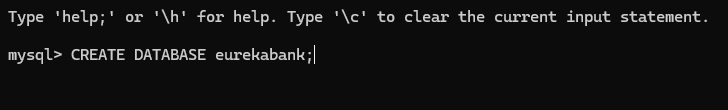 Type 'help;' or '\h' for help. Type '\c' to clear the current input statement.
mysql> CREATE DATABASE eurekabank;